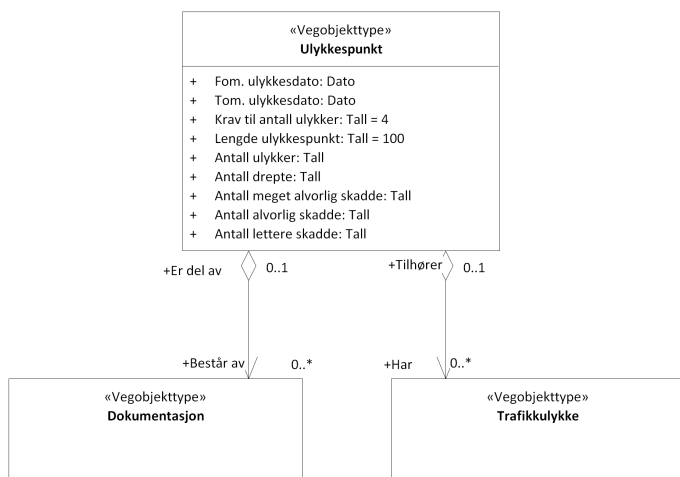 «Vegobjekttype»
Ulykkespunkt
+ Fom. ulykkesdato: Dato
+ Tom. ulykkesdato: Dato
+ Krav til antall ulykker: Tall = 4
+ Lengde ulykkespunkt: Tall = 100
+ Antall ulykker: Tall
+ Antall drepte: Tall
+ Antall meget alvorlig skadde: Tall
+ Antall alvorlig skadde: Tall
+ Antall lettere skadde: Tall
+Er del av 0..1
+Tilhører 0..1
+Består av 0..*
+Har 0..*
«Vegobjekttype»
Dokumentasjon
«Vegobjekttype»
Trafikkulykke